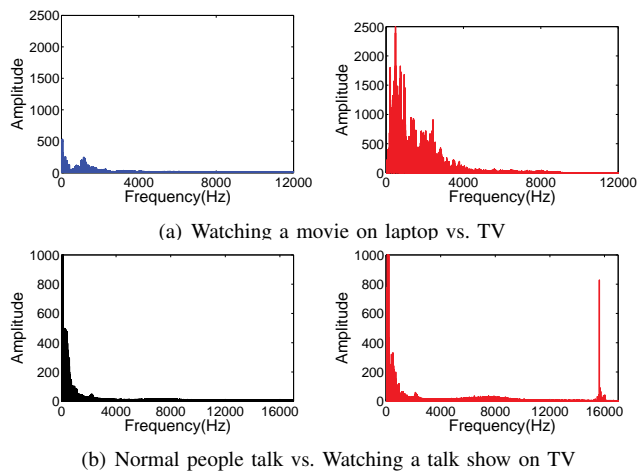 2500
2000
1500
1000
500
0
Amplitude
0 4000 8000 12000
Frequency(Hz)
2500
2000
1500
1000
500
0
Amplitude
0 4000 8000 12000
Frequency(Hz)
(a) Watching a movie on laptop vs. TV
1000
800
600
400
200
0
Amplitude
0 4000 8000 12000 16000
Frequency(Hz)
1000
800
600
400
200
0
Amplitude
0 4000 8000 12000 16000
Frequency(Hz)
(b) Normal people talk vs. Watching a talk show on TV